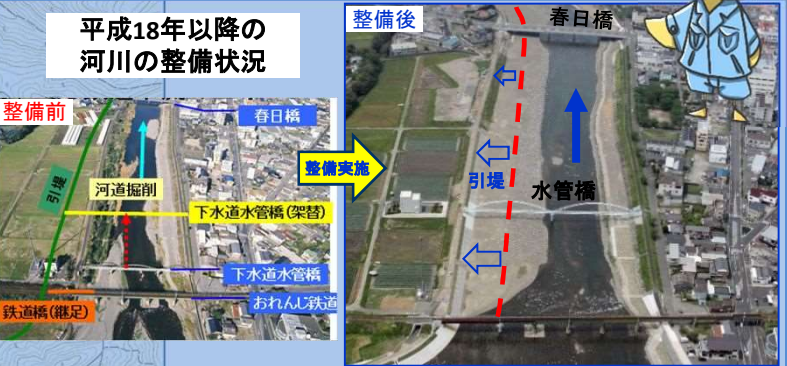 平成18年以降の
河川の整備状況
整備前
春日橋
引堤
河道掘削
下水道水管橋(架替)
下水道水管橋
おれんじ鉄道
鉄道橋(継足)
整備実施
整備後
春日橋
引堤
水管橋